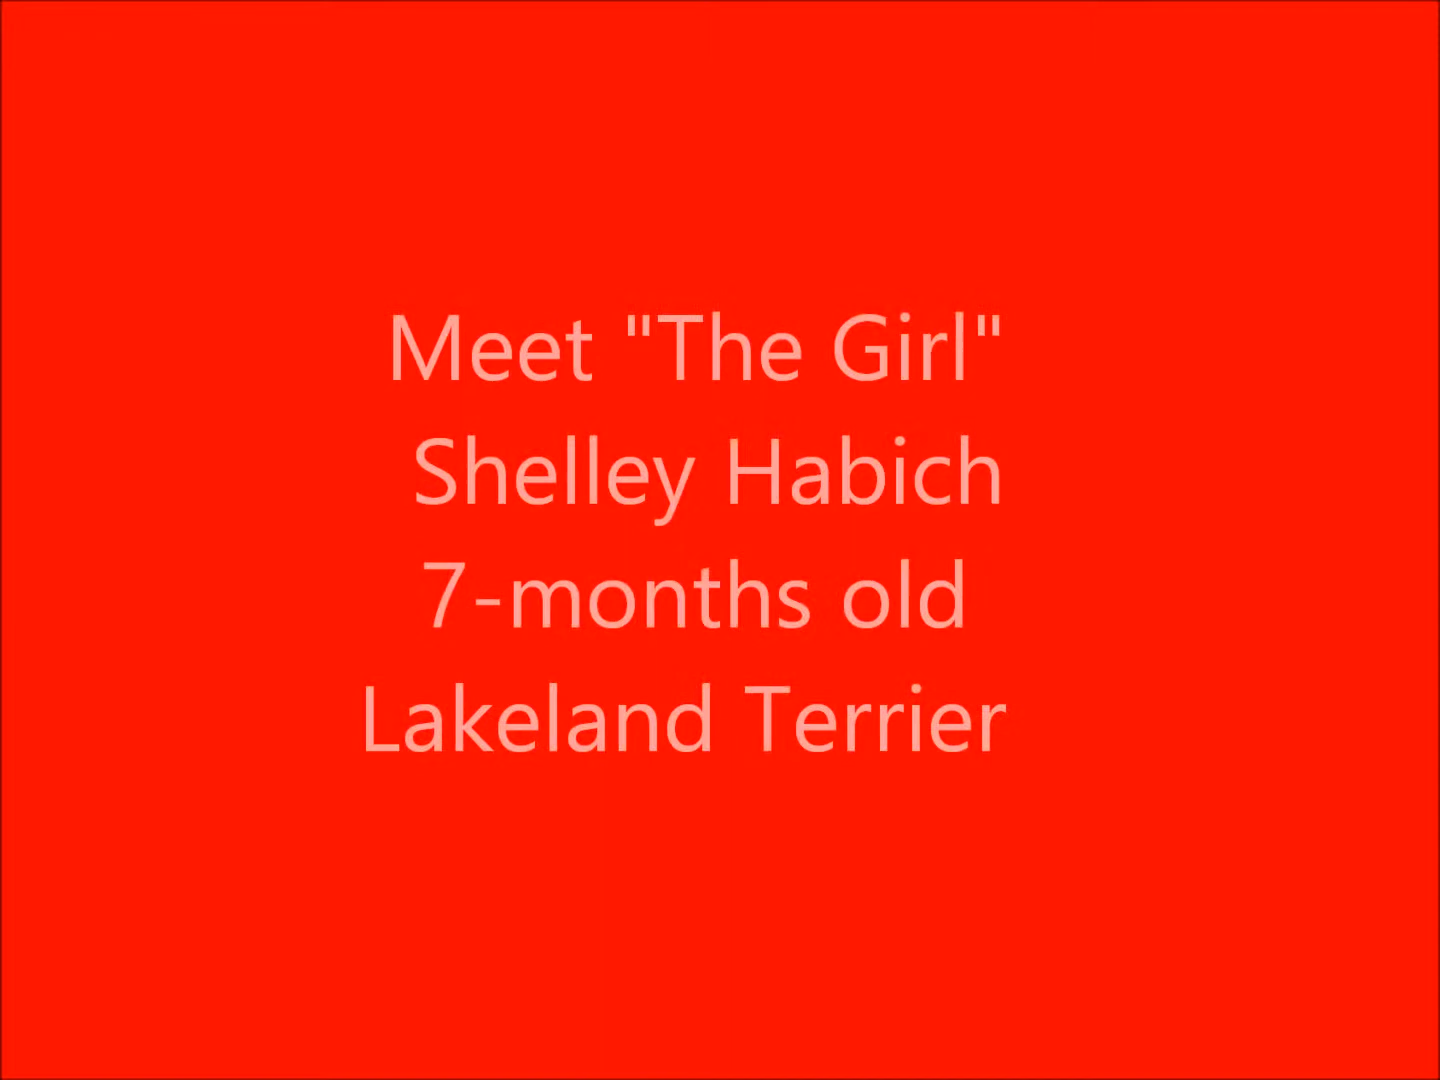 Meet "The Girl"
Shelley Habich
7-months old
Lakeland Terrier